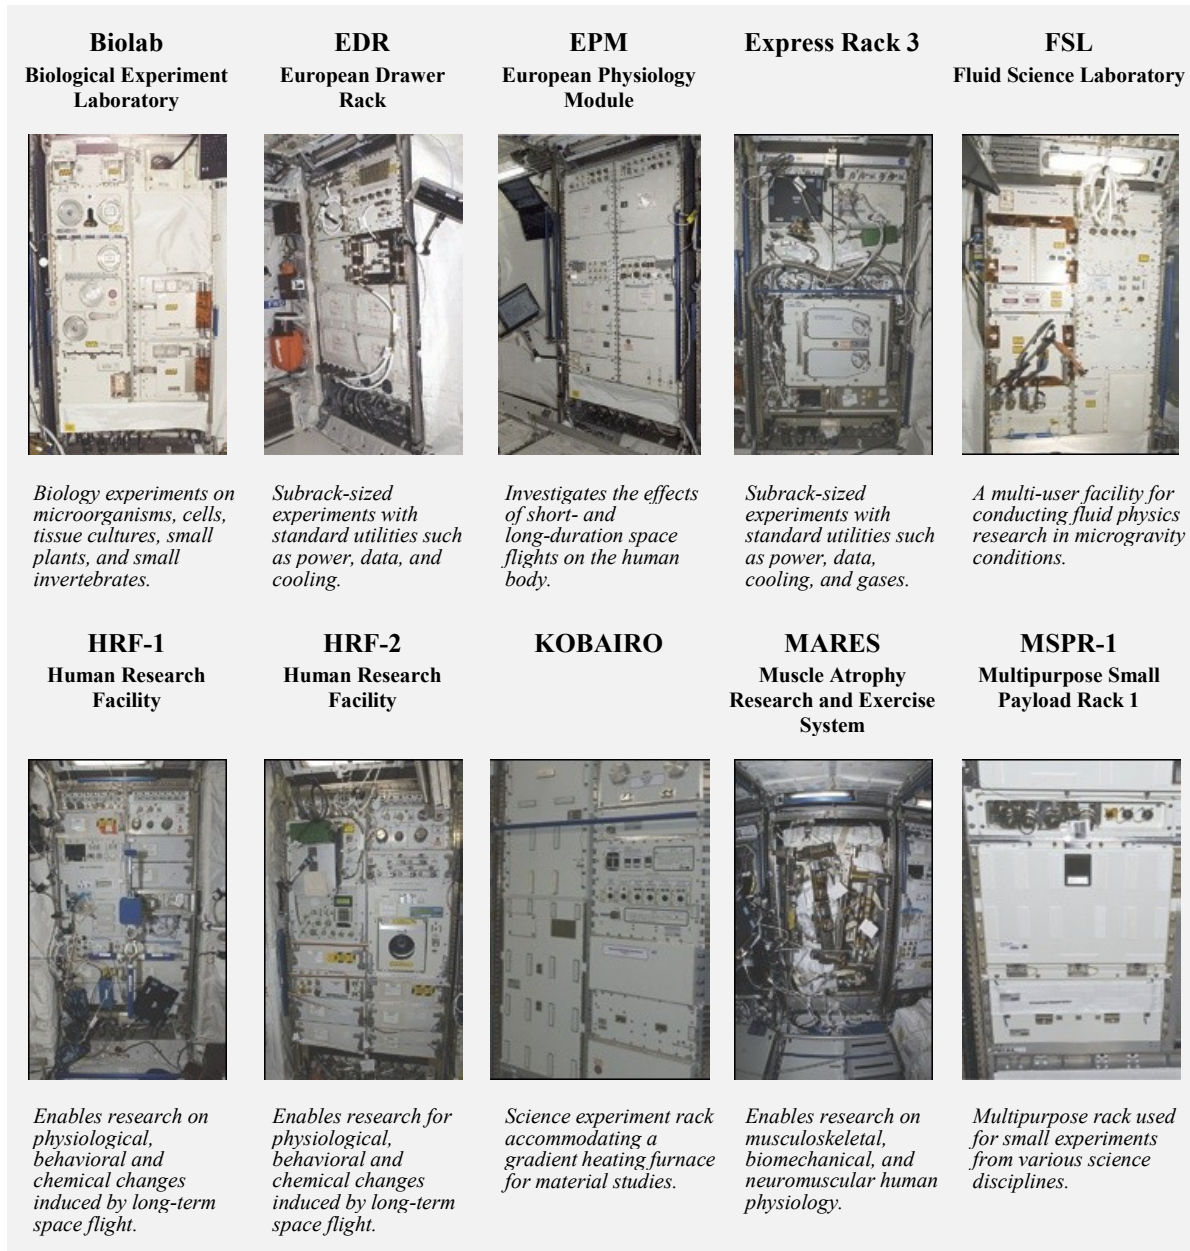 Biolab
Biological Experiment
Laboratory
EDR
European Drawer
Rack
EPM
European Physiology
Module
Express Rack 3
FSL
Fluid Science Laboratory
Biology experiments on
microorganisms, cells,
tissue cultures, small
plants, and small
invertebrates.
Subrack-sized
experiments with
standard utilities such
as power, data, and
cooling.
Investigates the effects
of short- and
long-duration space
flights on the human
body.
Subrack-sized
experiments with
standard utilities such
as power, data,
cooling, and gases.
A multi-user facility for
conducting fluid physics
research in microgravity
conditions.
HRF-1
Human Research
Facility
HRF-2
Human Research
Facility
KOBAIRO
MARES
Muscle Atrophy
Research and Exercise
System
MSPR-1
Multipurpose Small
Payload Rack 1
Enables research on
physiological,
behavioral and
chemical changes
induced by long-term
space flight.
Enables research for
physiological,
behavioral and
chemical changes
induced by long-term
space flight.
Science experiment rack
accommodating a
gradient heating furnace
for material studies.
Enables research on
musculoskeletal,
biomechanical, and
neuromuscular human
physiology.
Multipurpose rack used
for small experiments
from various science
disciplines.